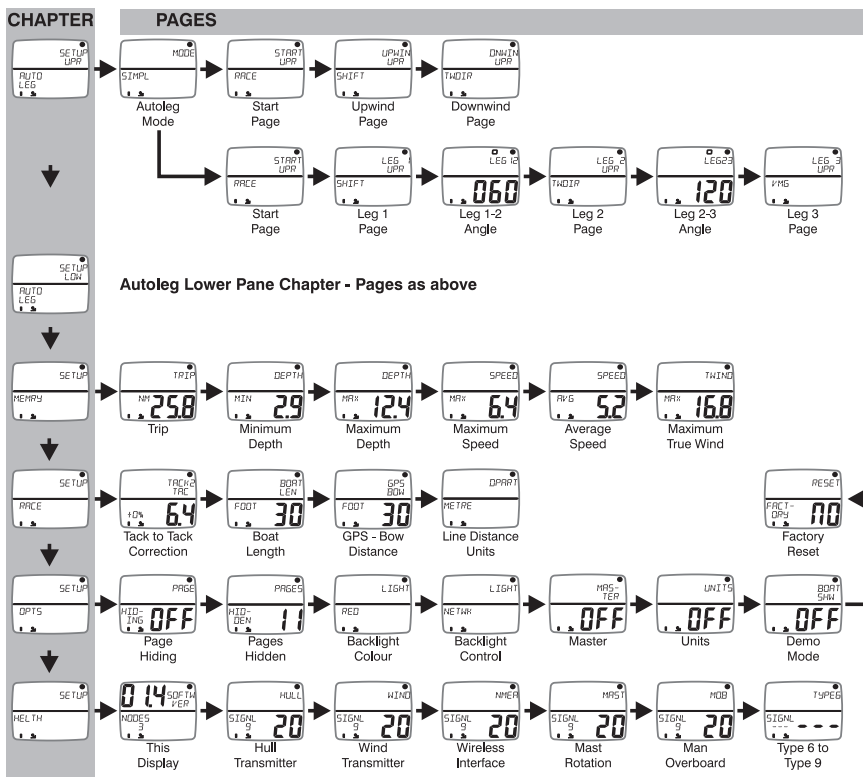 CHAPTER PAGES
SETUP UPR AUTO LEG
MODE SIMPL
START UPR RACE
UPWIN UPR SHIFT
DNWIN UPR TWDIR
Autoleg Mode
Start Page
Upwind Page
Downwind Page
START UPR RACE
LEG 1 UPR SHIFT
LEG 12 060
LEG 2 UPR TWDIR
LEG23 120
LEG 3 UPR VMG
Start Page
Leg 1 Page
Leg 1-2 Angle
Leg 2 Page
Leg 2-3 Angle
Leg 3 Page
SETUP LOW AUTO LEG
Autoleg Lower Pane Chapter - Pages as above
SETUP MEMRY
TRIP NM 25.8
DEPTH MIN 2.9
DEPTH MAX 12.4
SPEED MAX 6.4
SPEED AVG 5.2
TWIND MAX 16.8
Trip
Minimum Depth
Maximum Depth
Maximum Speed
Average Speed
Maximum True Wind
SETUP RACE
TACK2 TAC +0% 6.4
BOAT LEN FOOT 30
GPS BOW FOOT 30
DPART METRE
RESET FACT-ORY NO
Tack to Tack Correction
Boat Length
GPS - Bow Distance
Line Distance Units
Factory Reset
SETUP OPTS
PAGE HID-ING OFF
PAGES HID-DEN 11
LIGHT RED
LIGHT NETWK
MAS-TER OFF
UNITS OFF
BOAT SHW OFF
Page Hiding
Pages Hidden
Backlight Colour
Backlight Control
Master
Units
Demo Mode
SETUP HELTH
01.4 SOFTW VER NODES 3
HULL SIGNL 9 20
WIND SIGNL 9 20
NMEA SIGNL 9 20
MAST SIGNL 9 20
MOB SIGNL 9 20
TYPE6 SIGNL --- ---
This Display
Hull Transmitter
Wind Transmitter
Wireless Interface
Mast Rotation
Man Overboard
Type 6 to Type 9